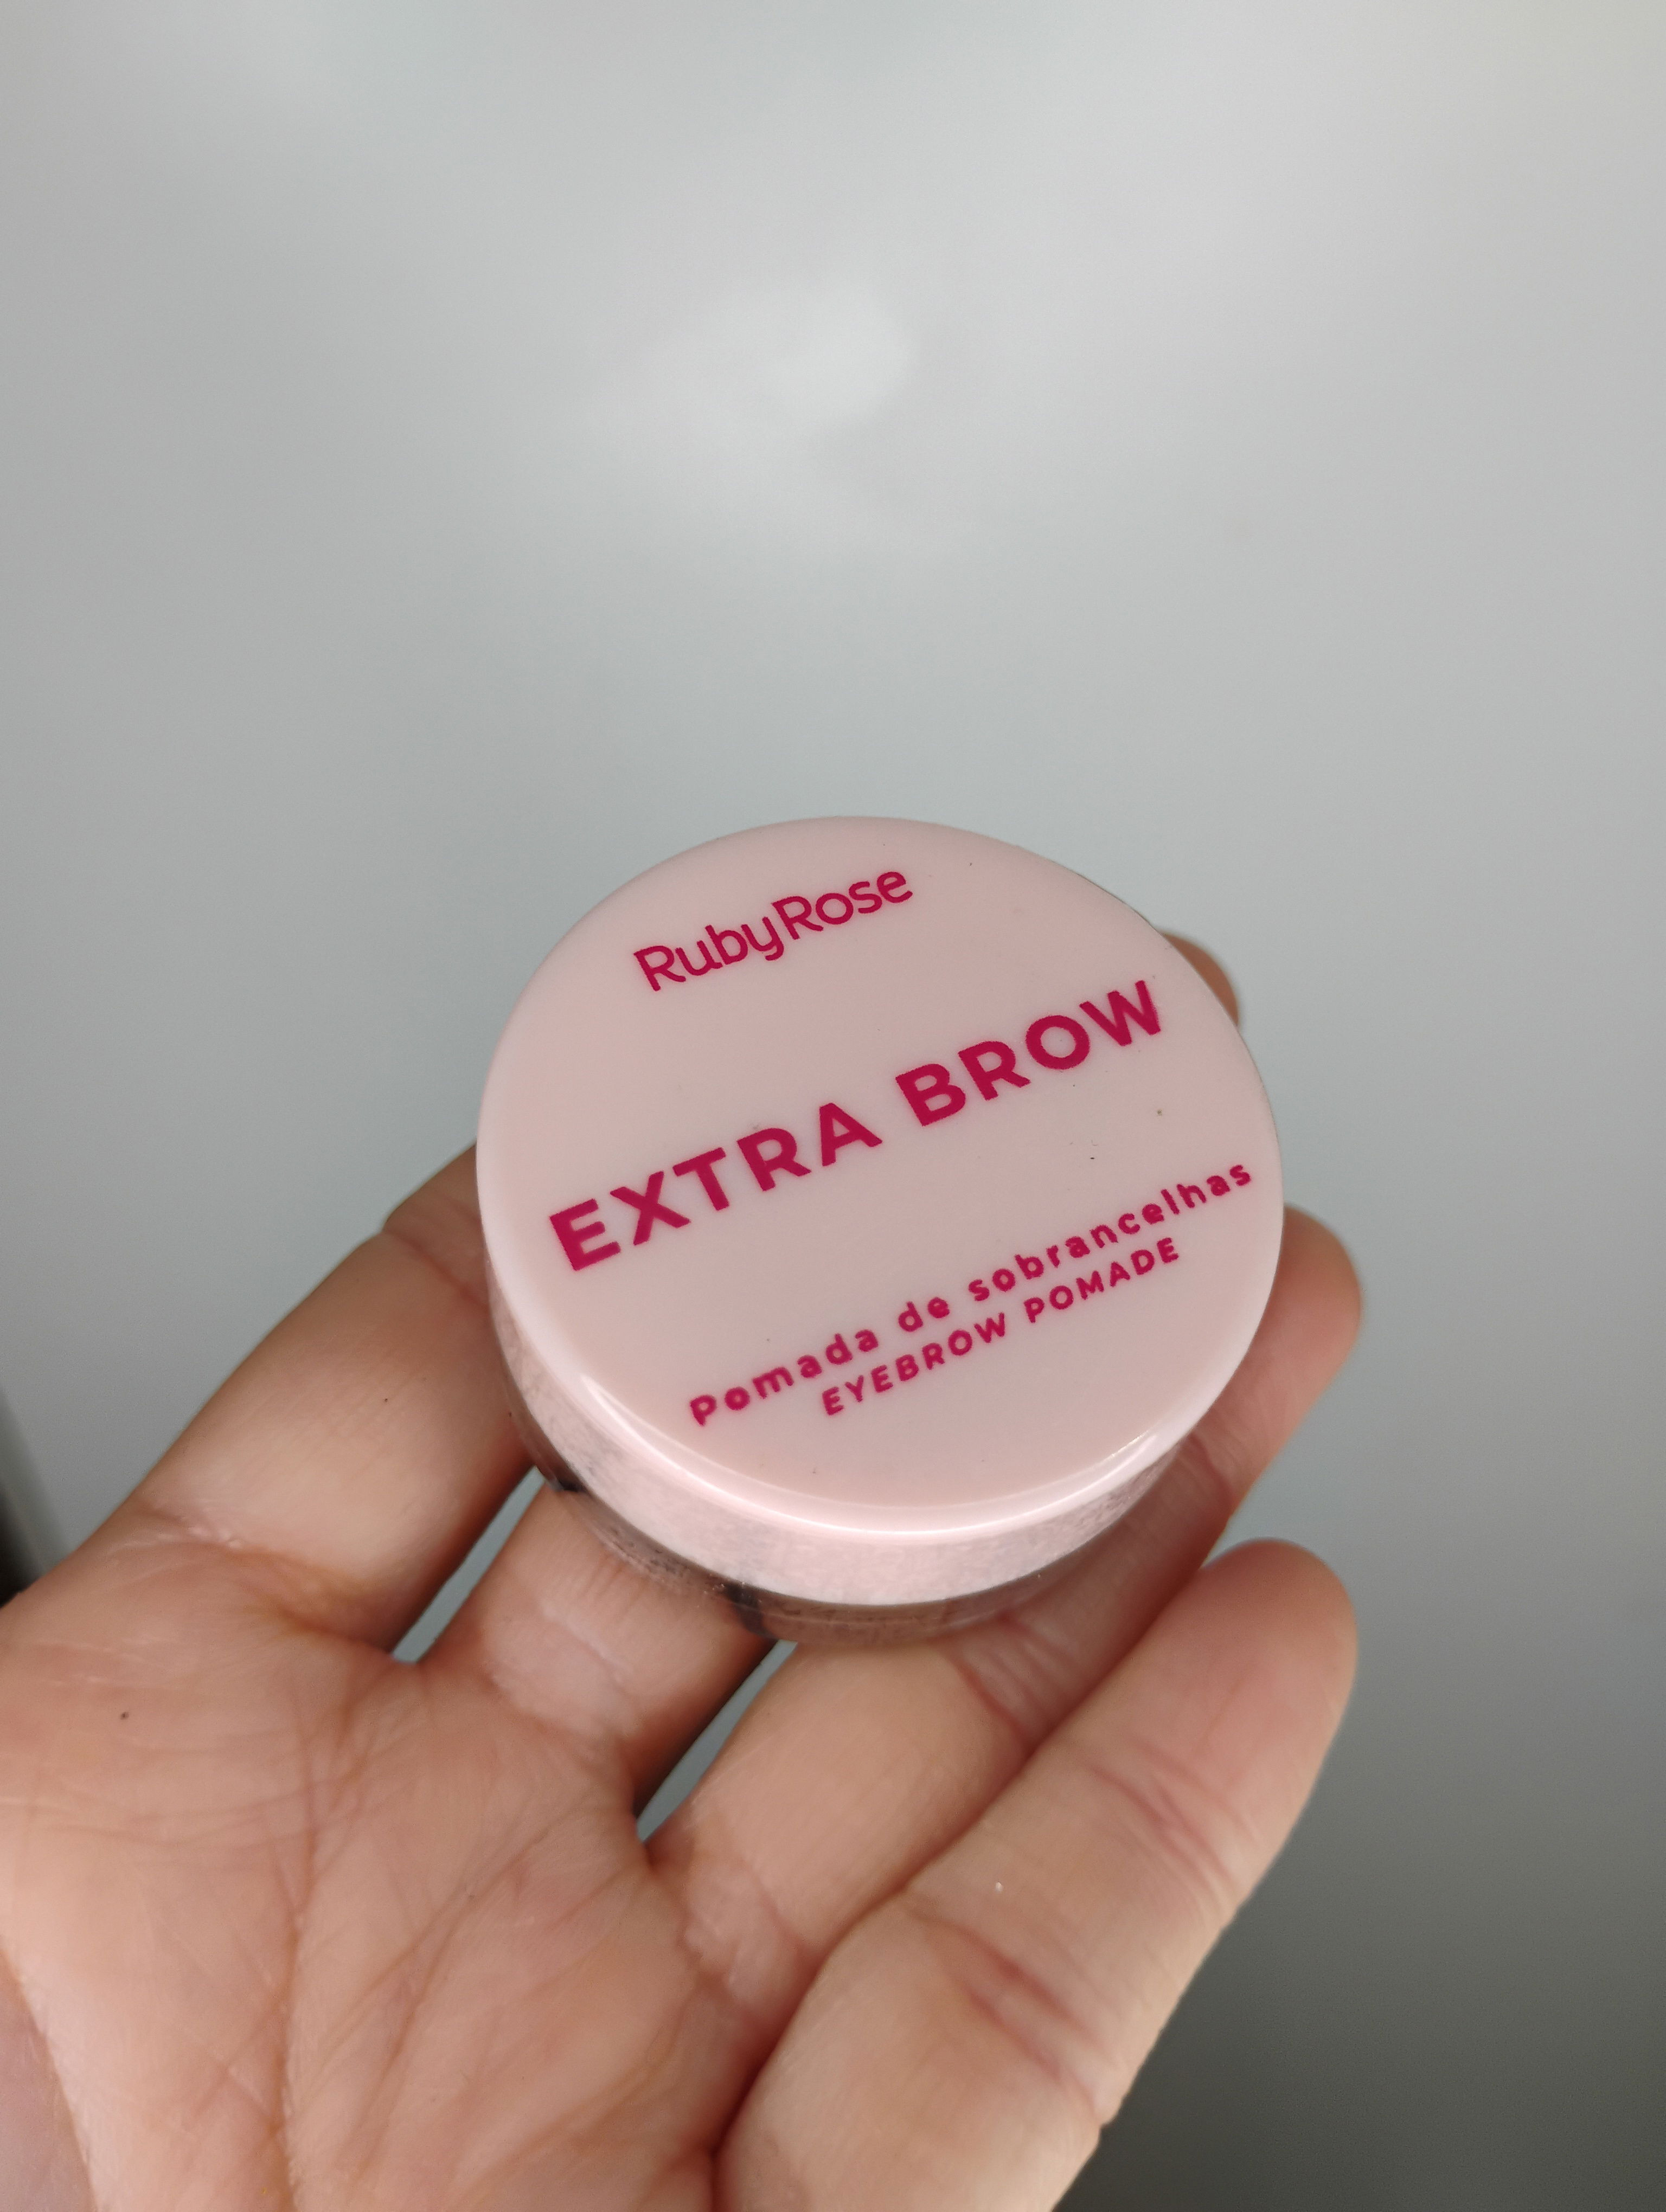 RubyRose
EXTRA BROW
Pomada de sobrancelhas
EYEBROW POMADE